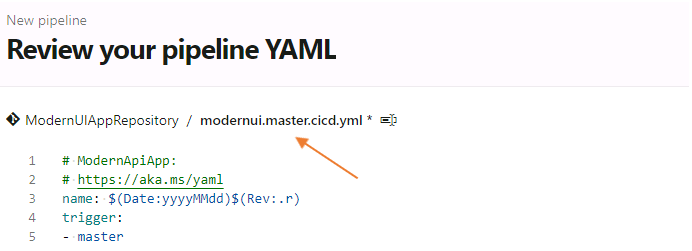 New pipeline
Review your pipeline YAML
ModernUIAppRepository / modernui.master.cicd.yml *
1 # ModernApiApp:
2 # https://aka.ms/yaml
3 name: $(Date:yyyyMMdd)$(Rev:.r)
4 trigger:
5 - master